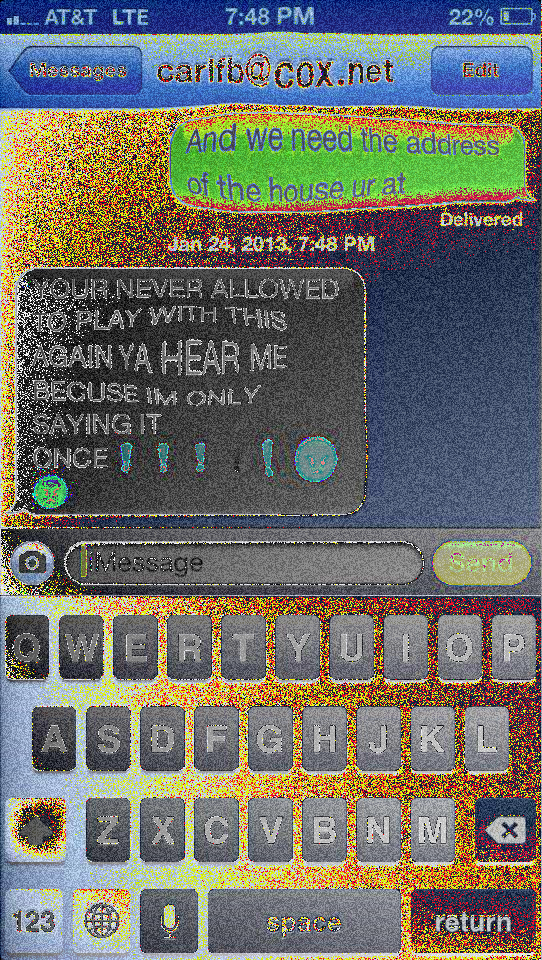 AT&T LTE 7:48 PM 22%
Messages carifb@cox.net Edit
And we need the address
of the house ur at
Delivered
Jan 24, 2013, 7:48 PM
YOUR NEVER ALLOWED
TO PLAY WITH THIS
AGAIN YA HEAR ME
BECUSE IM ONLY
SAYING IT
ONCE ! ! ! ! !
Message Send
Q W E R T Y U I O P
A S D F G H J K L
Z X C V B N M
123 space return